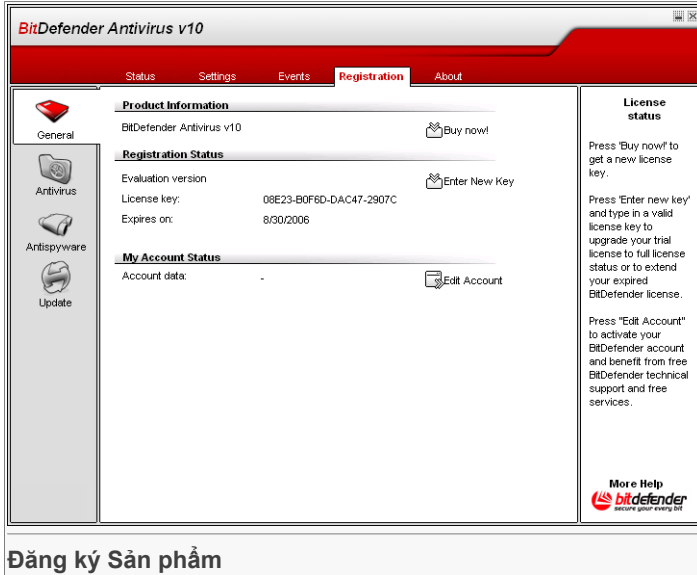 BitDefender Antivirus v10
Status Settings Events Registration About
General
Antivirus
Antispyware
Update
Product Information
BitDefender Antivirus v10 Buy now!
Registration Status
Evaluation version Enter New Key
License key: 08E23-B0F6D-DAC47-2907C
Expires on: 8/30/2006
My Account Status
Account data: - Edit Account
License
status
Press 'Buy now!' to
get a new license
key.
Press 'Enter new key'
and type in a valid
license key to
upgrade your trial
license to full license
status or to extend
your expired
BitDefender license.
Press "Edit Account"
to activate your
BitDefender account
and benefit from free
BitDefender technical
support and free
services.
More Help
bitdefender
secure your every bit
Đăng ký Sản phẩm